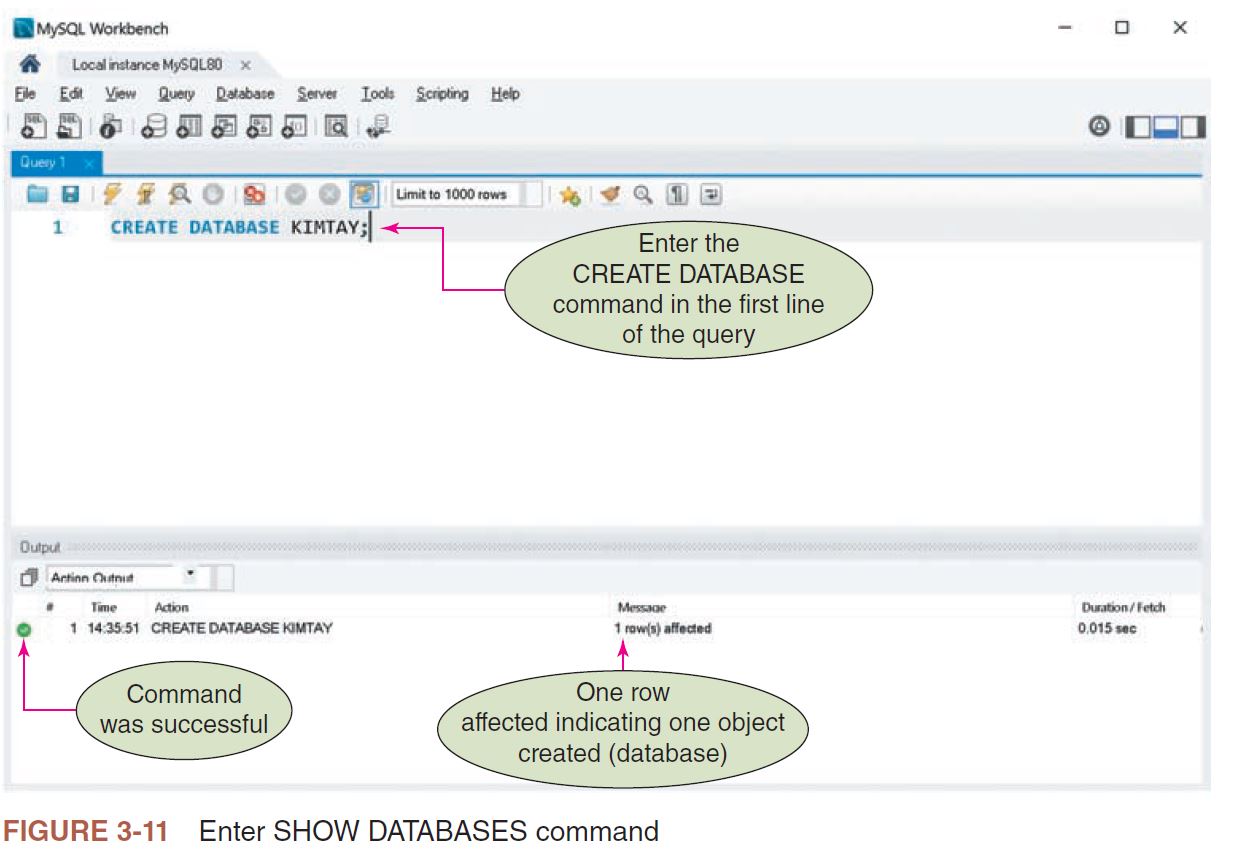 MySQL Workbench
Local instance MySQL80 ×
File Edit View Query Database Server Tools Scripting Help
Query 1 ×
Limit to 1000 rows
1 CREATE DATABASE KIMTAY;
Enter the
CREATE DATABASE
command in the first line
of the query
Output
Action Output
# Time Action Message Duration / Fetch
1 14:35:51 CREATE DATABASE KIMTAY 1 row(s) affected 0.015 sec
Command
was successful
One row
affected indicating one object
created (database)
FIGURE 3-11 Enter SHOW DATABASES command